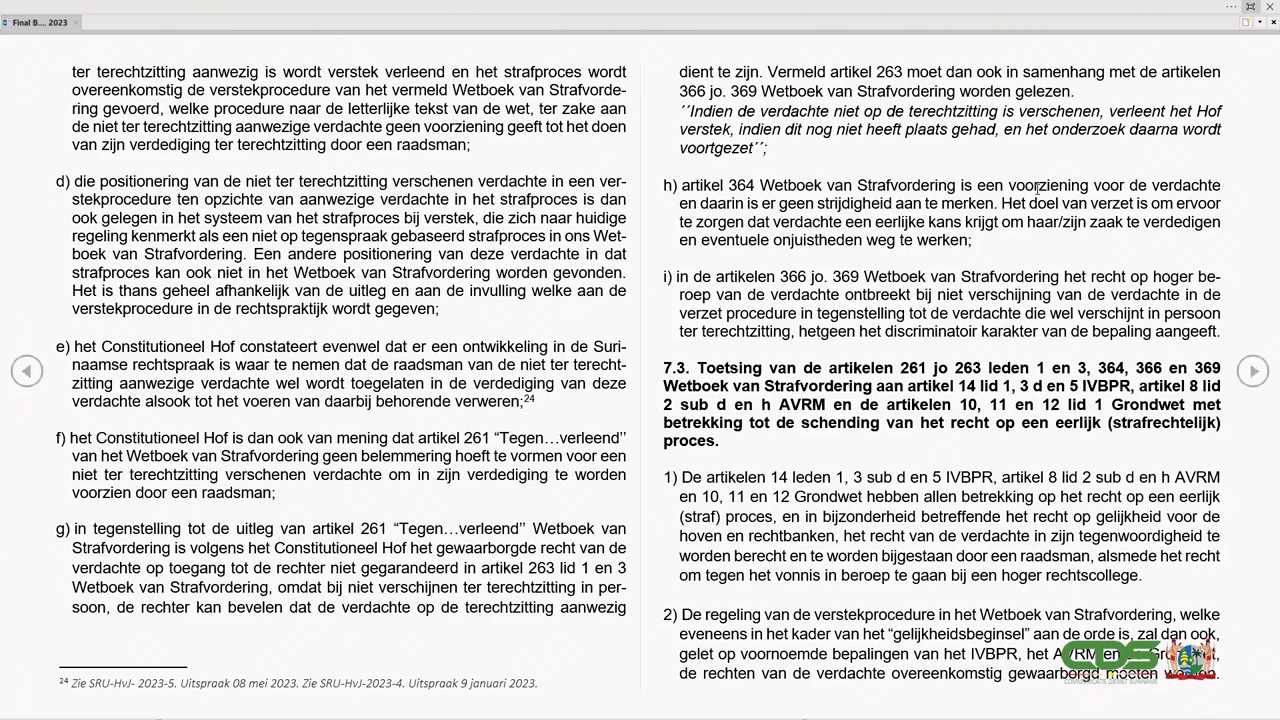 Final B.... 2023
ter terechtzitting aanwezig is wordt verstek verleend en het strafproces wordt
overeenkomstig de verstekprocedure van het vermeld Wetboek van Strafvorde-
ring gevoerd, welke procedure naar de letterlijke tekst van de wet, ter zake aan
de niet ter terechtzitting aanwezige verdachte geen voorziening geeft tot het doen
van zijn verdediging ter terechtzitting door een raadsman;
d) die positionering van de niet ter terechtzitting verschenen verdachte in een ver-
stekprocedure ten opzichte van aanwezige verdachte in het strafproces is dan
ook gelegen in het systeem van het strafproces bij verstek, die zich naar huidige
regeling kenmerkt als een niet op tegenspraak gebaseerd strafproces in ons Wet-
boek van Strafvordering. Een andere positionering van deze verdachte in dat
strafproces kan ook niet in het Wetboek van Strafvordering worden gevonden.
Het is thans geheel afhankelijk van de uitleg en aan de invulling welke aan de
verstekprocedure in de rechtspraktijk wordt gegeven;
e) het Constitutioneel Hof constateert evenwel dat er een ontwikkeling in de Suri-
naamse rechtspraak is waar te nemen dat de raadsman van de niet ter terecht-
zitting aanwezige verdachte wel wordt toegelaten in de verdediging van deze
verdachte alsook tot het voeren van daarbij behorende verweren;24
f) het Constitutioneel Hof is dan ook van mening dat artikel 261 “Tegen…verleend’’
van het Wetboek van Strafvordering geen belemmering hoeft te vormen voor een
niet ter terechtzitting verschenen verdachte om in zijn verdediging te worden
voorzien door een raadsman;
g) in tegenstelling tot de uitleg van artikel 261 “Tegen…verleend’’ Wetboek van
Strafvordering is volgens het Constitutioneel Hof het gewaarborgde recht van de
verdachte op toegang tot de rechter niet gegarandeerd in artikel 263 lid 1 en 3
Wetboek van Strafvordering, omdat bij niet verschijnen ter terechtzitting in per-
soon, de rechter kan bevelen dat de verdachte op de terechtzitting aanwezig
24 Zie SRU-HvJ- 2023-5. Uitspraak 08 mei 2023. Zie SRU-HvJ-2023-4. Uitspraak 9 januari 2023.
dient te zijn. Vermeld artikel 263 moet dan ook in samenhang met de artikelen
366 jo. 369 Wetboek van Strafvordering worden gelezen.
´´Indien de verdachte niet op de terechtzitting is verschenen, verleent het Hof
verstek, indien dit nog niet heeft plaats gehad, en het onderzoek daarna wordt
voortgezet´´;
h) artikel 364 Wetboek van Strafvordering is een voorziening voor de verdachte
en daarin is er geen strijdigheid aan te merken. Het doel van verzet is om ervoor
te zorgen dat verdachte een eerlijke kans krijgt om haar/zijn zaak te verdedigen
en eventuele onjuistheden weg te werken;
i) in de artikelen 366 jo. 369 Wetboek van Strafvordering het recht op hoger be-
roep van de verdachte ontbreekt bij niet verschijning van de verdachte in de
verzet procedure in tegenstelling tot de verdachte die wel verschijnt in persoon
ter terechtzitting, hetgeen het discriminatoir karakter van de bepaling aangeeft.
7.3. Toetsing van de artikelen 261 jo 263 leden 1 en 3, 364, 366 en 369
Wetboek van Strafvordering aan artikel 14 lid 1, 3 d en 5 IVBPR, artikel 8 lid
2 sub d en h AVRM en de artikelen 10, 11 en 12 lid 1 Grondwet met
betrekking tot de schending van het recht op een eerlijk (strafrechtelijk)
proces.
1) De artikelen 14 leden 1, 3 sub d en 5 IVBPR, artikel 8 lid 2 sub d en h AVRM
en 10, 11 en 12 Grondwet hebben allen betrekking op het recht op een eerlijk
(straf) proces, en in bijzonderheid betreffende het recht op gelijkheid voor de
hoven en rechtbanken, het recht van de verdachte in zijn tegenwoordigheid te
worden berecht en te worden bijgestaan door een raadsman, alsmede het recht
om tegen het vonnis in beroep te gaan bij een hoger rechtscollege.
2) De regeling van de verstekprocedure in het Wetboek van Strafvordering, welke
eveneens in het kader van het “gelijkheidsbeginsel” aan de orde is, zal dan ook,
gelet op voornoemde bepalingen van het IVBPR, het AVRM en
de rechten van de verdachte overeenkomstig gewaarborgd moeten
CDS
COMMUNICATIE DIENST SURINAME